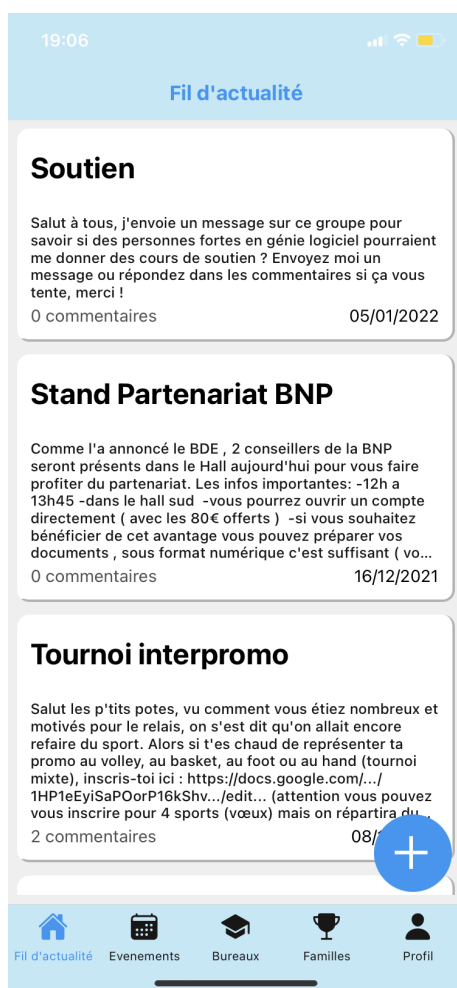 19:06
Fil d'actualité
Soutien
Salut à tous, j'envoie un message sur ce groupe pour
savoir si des personnes fortes en génie logiciel pourraient
me donner des cours de soutien ? Envoyez moi un
message ou répondez dans les commentaires si ça vous
tente, merci !
0 commentaires 05/01/2022
Stand Partenariat BNP
Comme l'a annoncé le BDE , 2 conseillers de la BNP
seront présents dans le Hall aujourd'hui pour vous faire
profiter du partenariat. Les infos importantes: -12h a
13h45 -dans le hall sud  -vous pourrez ouvrir un compte
directement ( avec les 80€ offerts )  -si vous souhaitez
bénéficier de cet avantage vous pouvez préparer vos
documents , sous format numérique c'est suffisant ( vo...
0 commentaires 16/12/2021
Tournoi interpromo
Salut les p'tits potes, vu comment vous étiez nombreux et
motivés pour le relais, on s'est dit qu'on allait encore
refaire du sport. Alors si t'es chaud de représenter ta
promo au volley, au basket, au foot ou au hand (tournoi
mixte), inscris-toi ici : https://docs.google.com/.../
1HP1eEyiSaPOorP16kShv.../edit... (attention vous pouvez
vous inscrire pour 4 sports (vœux) mais on répartira du
2 commentaires 08/
Fil d'actualité Evenements Bureaux Familles Profil